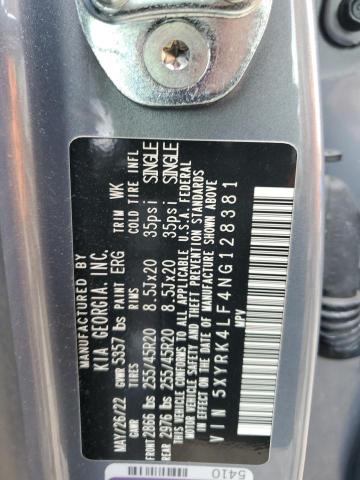 MANUFACTURED BY
KIA GEORGIA. INC.
MAY/26/22 GVWR 5357 lbs PAINT ERG TRIM WK
GAWR TIRES RIMS COLD TIRE INFL
FRONT 2866 lbs 255/45R20 8.5Jx20 35psi SINGLE
REAR 2976 lbs 255/45R20 8.5Jx20 35psi SINGLE
THIS VEHICLE CONFORMS TO ALL APPLICABLE U.S.A. FEDERAL
MOTOR VEHICLE SAFETY AND THEFT PREVENTION STANDARDS
IN EFFECT ON THE DATE OF MANUFACTURE SHOWN ABOVE.
VIN 5XYRK4LF4NG128381
MPV
5410